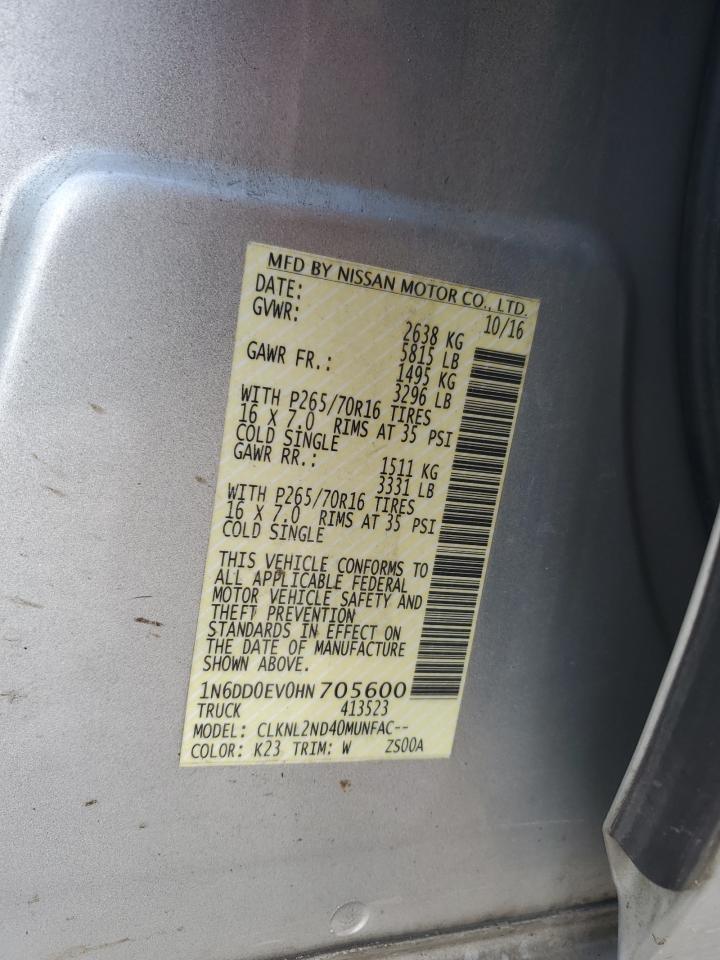 MFD BY NISSAN MOTOR CO., LTD.
DATE: 10/16
GVWR: 2638 KG
5815 LB
GAWR FR.: 1495 KG
3296 LB
WITH P265/70R16 TIRES
16 X 7.0 RIMS AT 35 PSI
COLD SINGLE
GAWR RR.: 1511 KG
3331 LB
WITH P265/70R16 TIRES
16 X 7.0 RIMS AT 35 PSI
COLD SINGLE
THIS VEHICLE CONFORMS TO
ALL APPLICABLE FEDERAL
MOTOR VEHICLE SAFETY AND
THEFT PREVENTION
STANDARDS IN EFFECT ON
THE DATE OF MANUFACTURE
SHOWN ABOVE.
1N6DD0EV0HN705600
TRUCK 413523
MODEL: CLKNL2ND40MUNFAC--
COLOR: K23 TRIM: W ZS00A